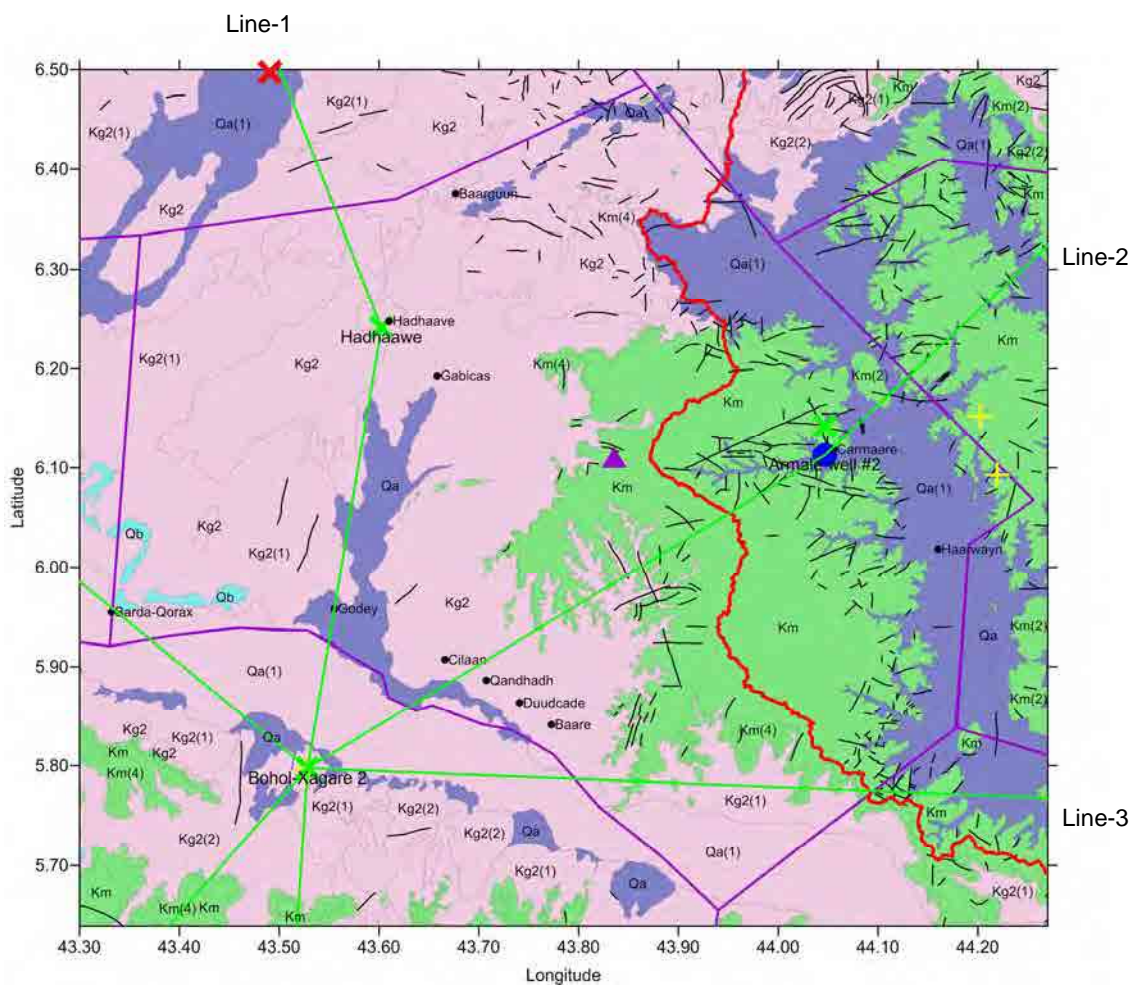 Line-1
6.50
Kg2(1)
Km
Kg2
Kg2(1)
Km(2)
Kg2(1)
Qa(1)
Kg2
Qa
Kg2(2)
Qa(1)
Kg2(2)
6.40
Km
Baarguun
Kg2
Km(4)
Kg2
Line-2
Qa(1)
6.30
Hadhaave
Hadhaawe
Km
Kg2(1)
Kg2
Km(4)
Gabicas
Km(2)
6.20
Km
Carmaare
Armale well #2
6.10
Qa
Km
Qa(1)
Latitude
Qb
Kg2
Kg2(1)
Haarwayn
6.00
Qb
Kg2
Garda-Qorax
Godey
Km
Km(2)
Qa
Cilaan
5.90
Qa(1)
Qandhadh
Km(2)
Duudcade
Baare
Kg2
Kg2(1)
Qa
Km(4)
Km
Km
Kg2
Km(4)
5.80
Bohol-Xagare 2
Kg2(1)
Kg2(1)
Kg2(2)
Km
Line-3
Kg2(2)
Kg2(2)
Qa
Qa(1)
5.70
Kg2(1)
Km
Qa
Kg2(1)
Km(4) Km
Km
43.30
43.40
43.50
43.60
43.70
43.80
43.90
44.00
44.10
44.20
Longitude